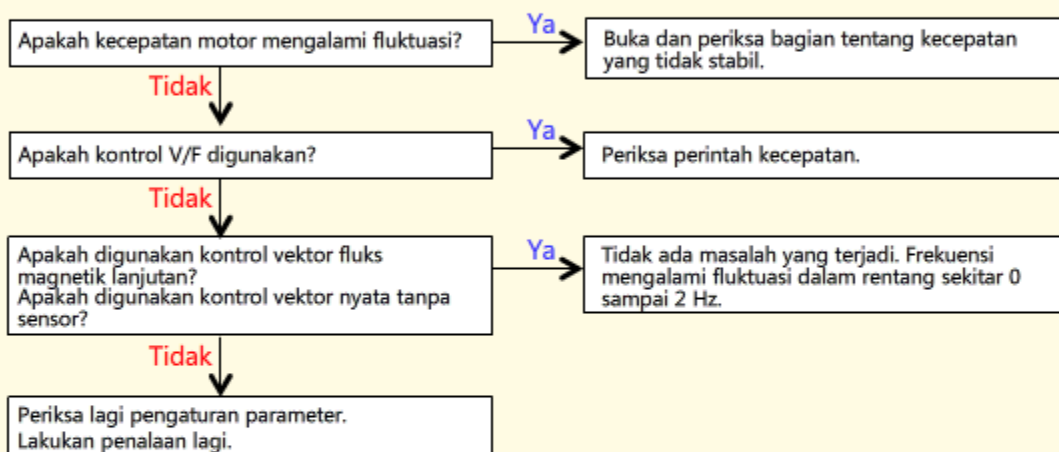 Apakah kecepatan motor mengalami fluktuasi?
Ya
Buka dan periksa bagian tentang kecepatan
yang tidak stabil.
Tidak
Apakah kontrol V/F digunakan?
Ya
Periksa perintah kecepatan.
Tidak
Apakah digunakan kontrol vektor fluks
magnetik lanjutan?
Apakah digunakan kontrol vektor nyata tanpa
sensor?
Ya
Tidak ada masalah yang terjadi. Frekuensi
mengalami fluktuasi dalam rentang sekitar 0
sampai 2 Hz.
Tidak
Periksa lagi pengaturan parameter.
Lakukan penalaan lagi.